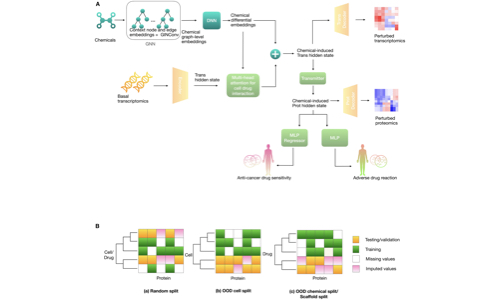 A
Chemicals
Context node and edge
embeddings + GINConv
GNN
GNN
Chemical
graph-level
embeddings
Chemical
differential
embeddings
Basal
transcriptomics
Trans
hidden state
Multi-head
attention for
cell drug
interaction
Chemical-induced
Trans hidden state
Perturbed
transcriptomics
Transmitter
Chemical-induced
Prot hidden state
Perturbed
proteomics
MLP
Regressor
MLP
Anti-cancer drug sensitivity
Adverse drug reaction
B
Cell/
Drug
Protein
(a) Random split
Cell
Protein
(b) OOD cell split
Drug
Protein
(c) OOD chemical split/
Scaffold split
Testing/validation
Training
Missing values
Imputed values